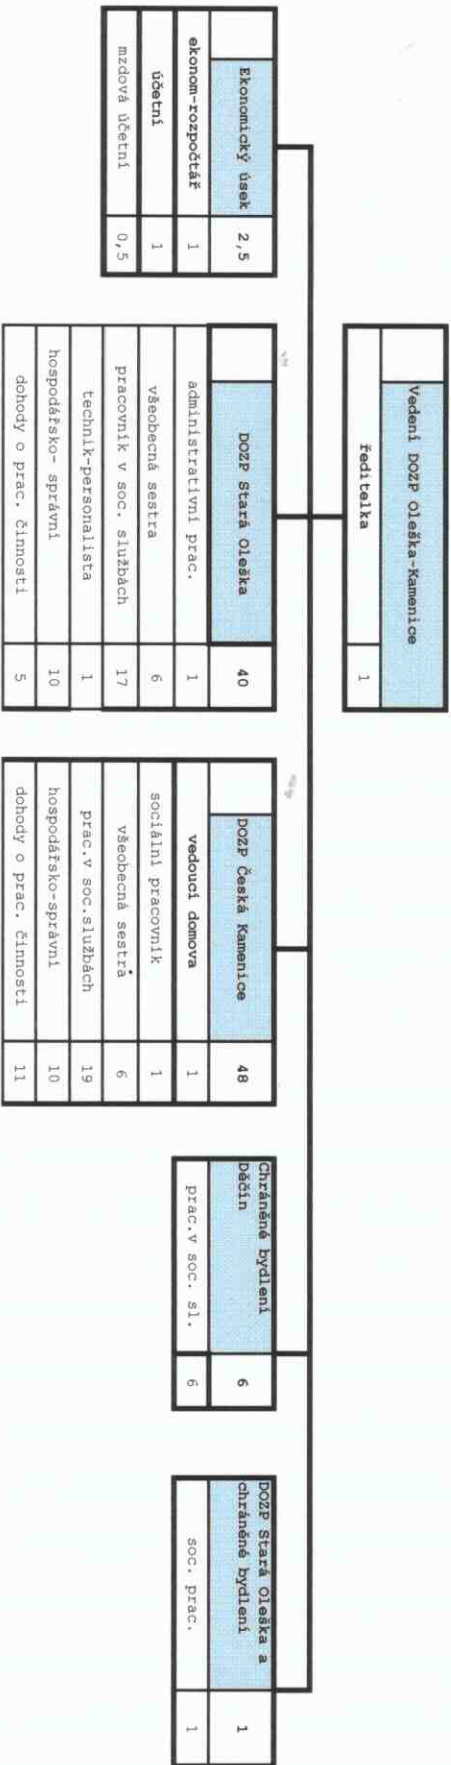 Vedení DOZP Oleška-Kamenice
ředitelka 1
Ekonomický úsek 2,5
ekonom-rozpočtář 1
účetní 1
mzdová účetní 0,5
DOZP Stará Oleška 40
administrativní prac. 1
všeobecná sestra 6
pracovník v soc. službách 17
technik-personalista 1
hospodářsko- správní 10
dohody o prac. činnosti 5
DOZP Česká Kamenice 48
vedoucí domova 1
sociální pracovník 1
všeobecná sestra 6
prac.v soc.službách 19
hospodářsko-správní 10
dohody o prac. činnosti 11
Chráněné bydlení
Děčín 6
prac.v soc. sl. 6
DOZP Stará Oleška a
chráněné bydlení 1
soc. prac. 1